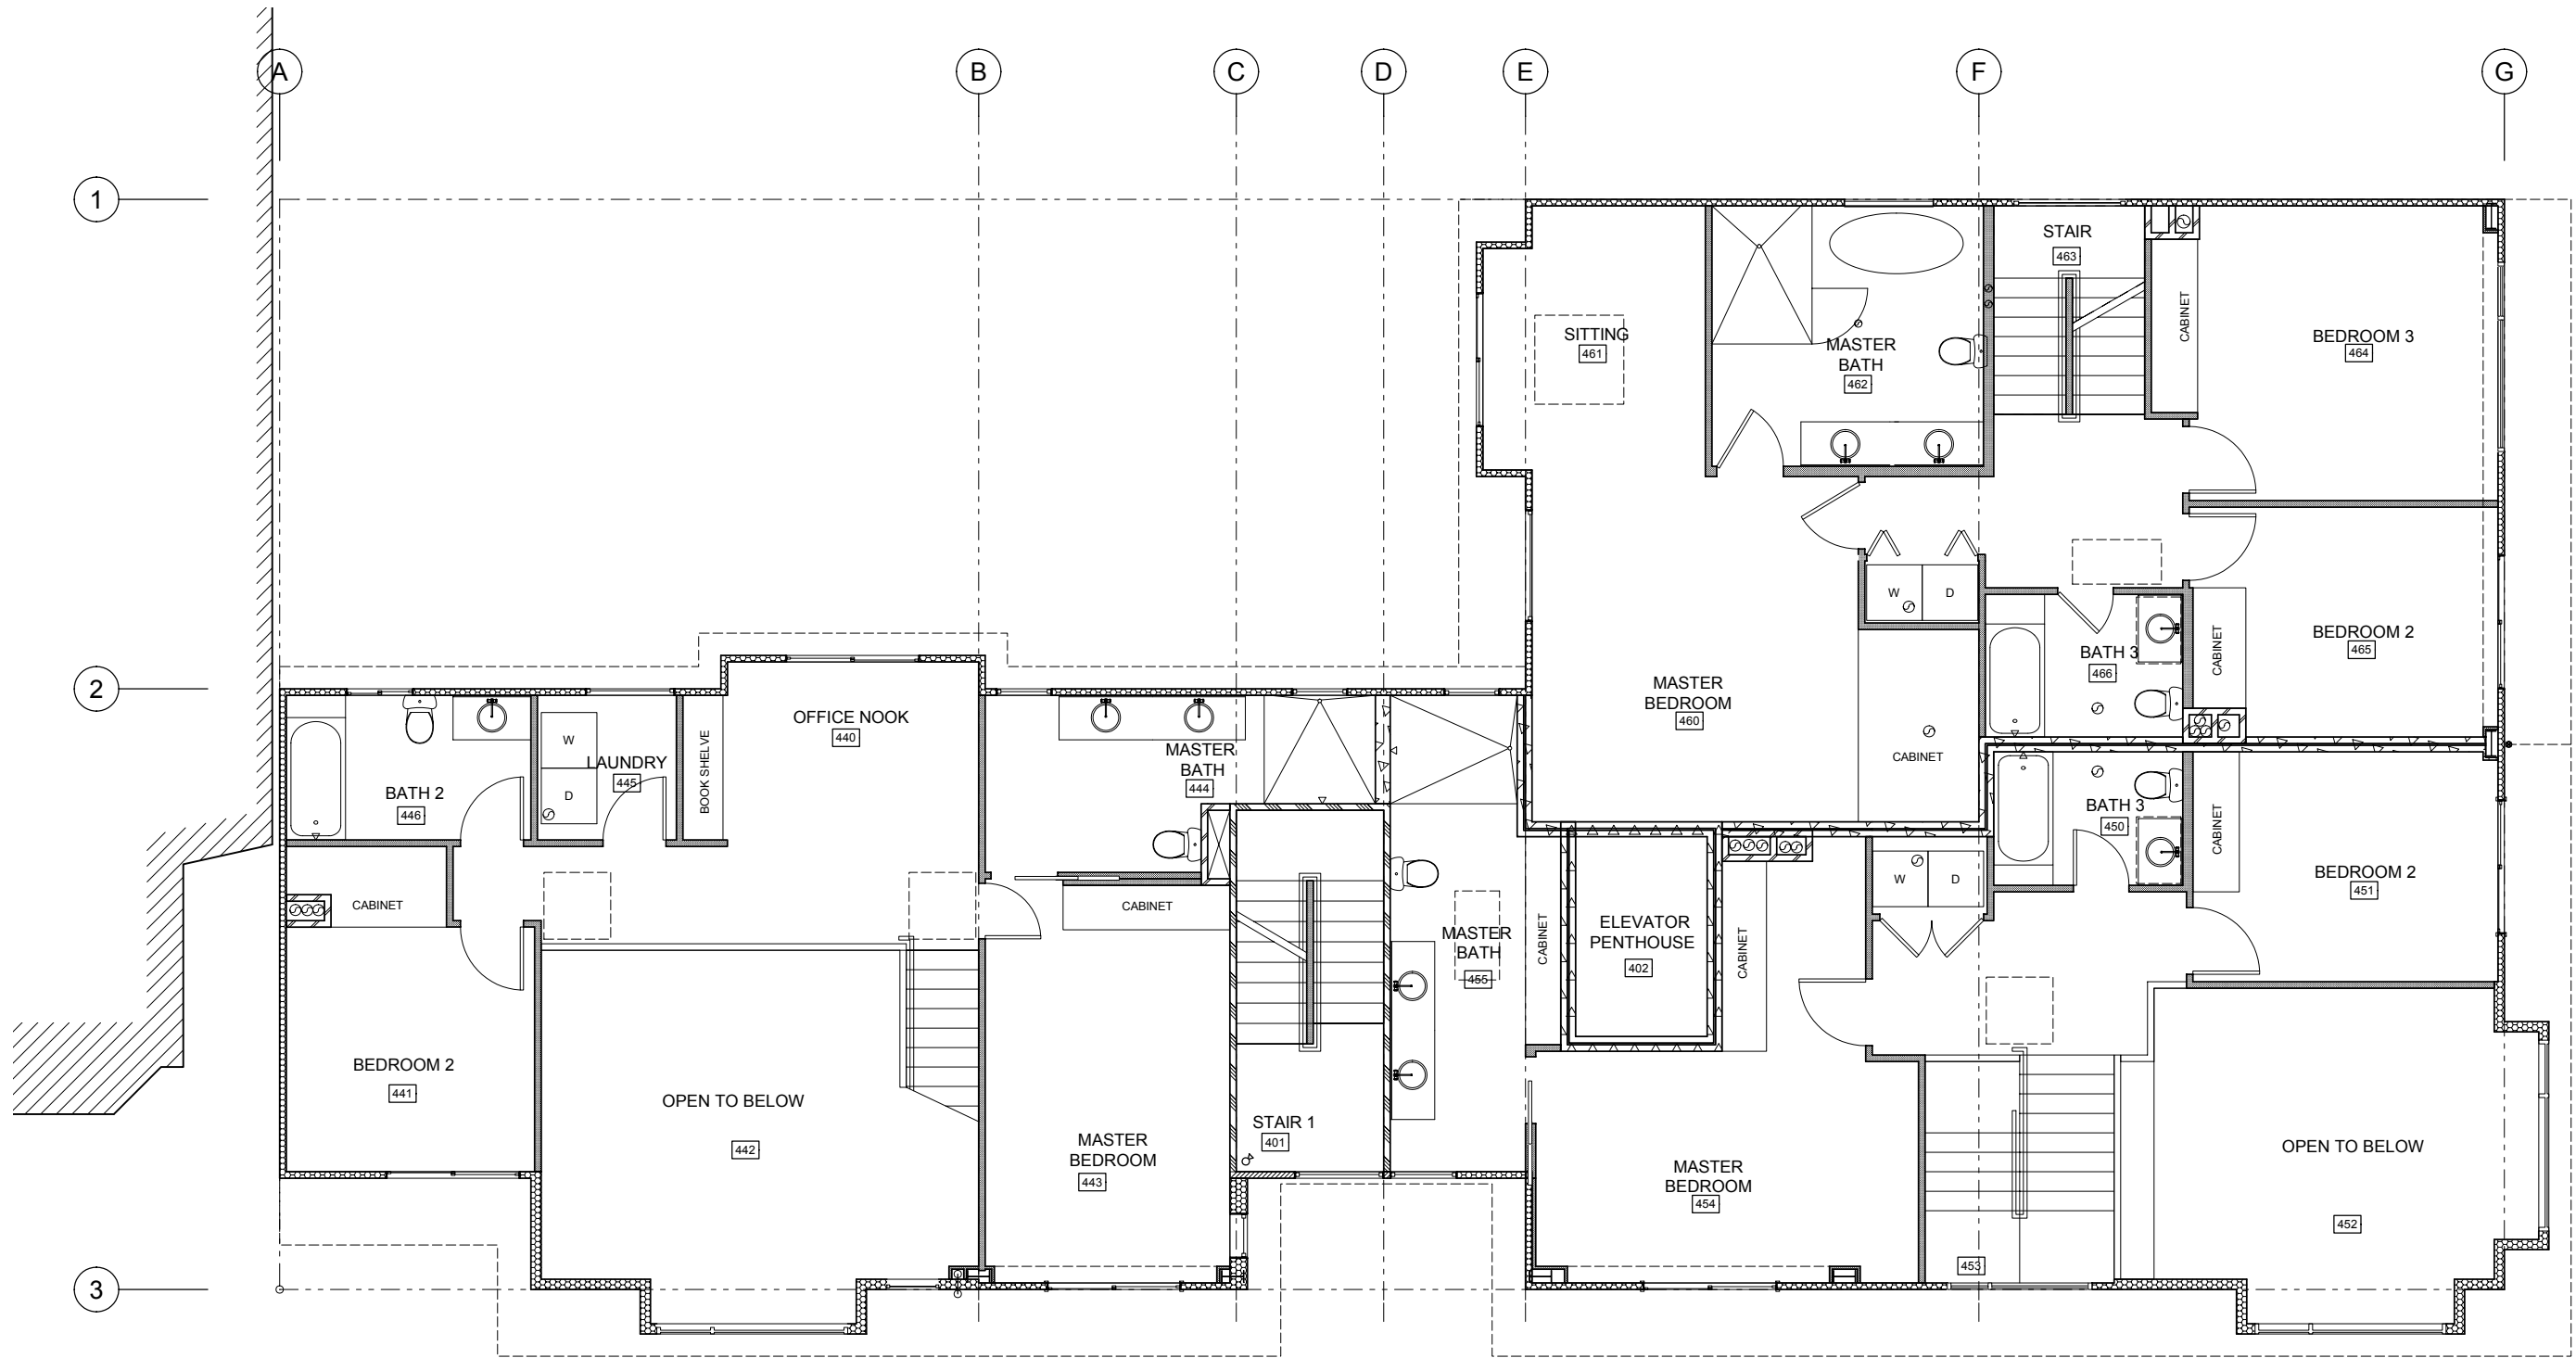 A
B
C
D
E
F
G
1
2
3
STAIR
463
CABINET
BEDROOM 3
464
SITTING
461
MASTER
BATH
462
W
D
BATH 3
466
CABINET
BEDROOM 2
465
MASTER
BEDROOM
460
CABINET
OFFICE NOOK
440
BOOK SHELVE
W
D
LAUNDRY
445
BATH 2
446
CABINET
MASTER
BATH
444
CABINET
BEDROOM 2
441
OPEN TO BELOW
442
MASTER
BEDROOM
443
STAIR 1
401
MASTER
BATH
455
CABINET
ELEVATOR
PENTHOUSE
402
CABINET
W
D
BATH 3
450
CABINET
BEDROOM 2
451
MASTER
BEDROOM
454
453
OPEN TO BELOW
452